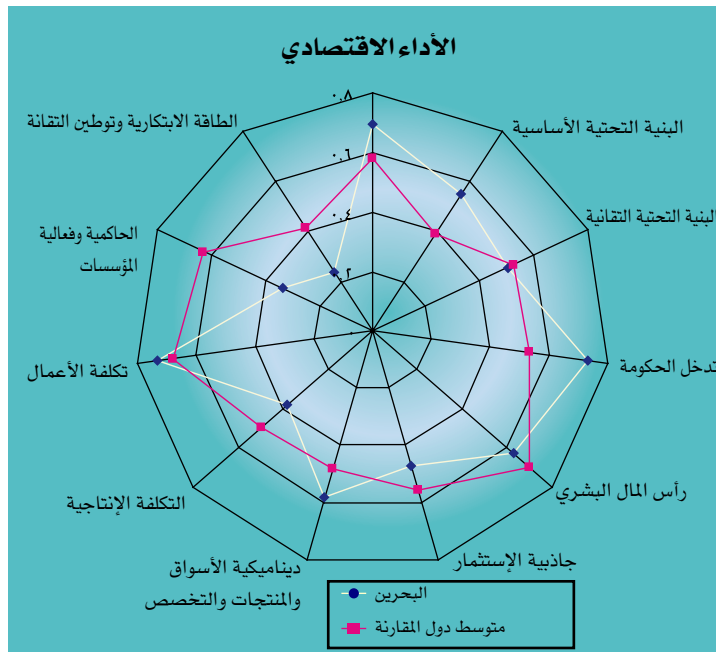 الأداء الاقتصادي
٠.٨
٠.٦
٠.٤
٠.٢
٠
البنية التحتية الأساسية
البنية التحتية التقانية
تدخل الحكومة
رأس المال البشري
جاذبية الإستثمار
ديناميكية الأسواق
والمنتجات والتخصص
التكلفة الإنتاجية
تكلفة الأعمال
الحاكمية وفعالية
المؤسسات
الطاقة الابتكارية وتوطين التقانة
البحرين
متوسط دول المقارنة